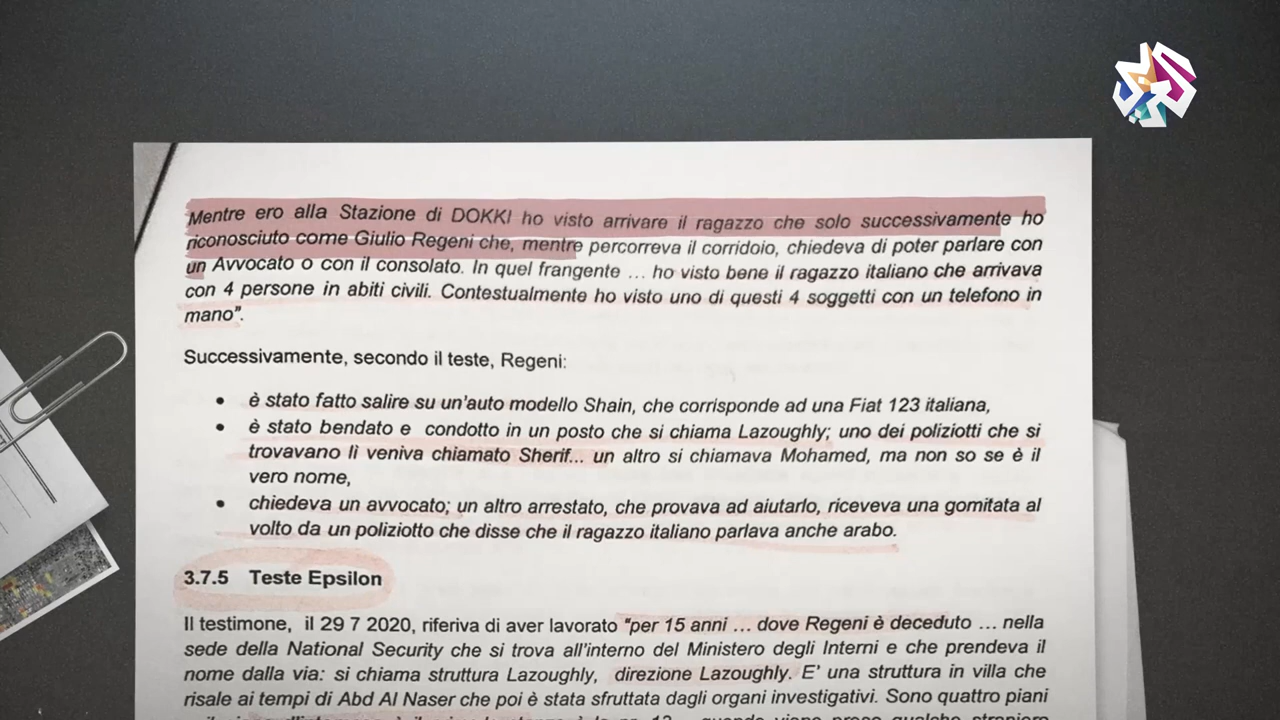 Mentre ero alla Stazione di DOKKI ho visto arrivare il ragazzo che solo successivamente ho
riconosciuto come Giulio Regeni che, mentre percorreva il corridoio, chiedeva di poter parlare con
un Avvocato o con il consolato. In quel frangente ... ho visto bene il ragazzo italiano che arrivava
con 4 persone in abiti civili. Contestualmente ho visto uno di questi 4 soggetti con un telefono in
mano”.
Successivamente, secondo il teste, Regeni:
• è stato fatto salire su un'auto modello Shain, che corrisponde ad una Fiat 123 italiana,
• è stato bendato e condotto in un posto che si chiama Lazoughly; uno dei poliziotti che si
trovavano lì veniva chiamato Sherif... un altro si chiamava Mohamed, ma non so se è il
vero nome,
• chiedeva un avvocato; un altro arrestato, che provava ad aiutarlo, riceveva una gomitata al
volto da un poliziotto che disse che il ragazzo italiano parlava anche arabo.
3.7.5 Teste Epsilon
Il testimone, il 29 7 2020, riferiva di aver lavorato “per 15 anni ... dove Regeni è deceduto ... nella
sede della National Security che si trova all'interno del Ministero degli Interni e che prendeva il
nome dalla via: si chiama struttura Lazoughly, direzione Lazoughly. E' una struttura in villa che
risale ai tempi di Abd Al Naser che poi è stata sfruttata dagli organi investigativi. Sono quattro piani